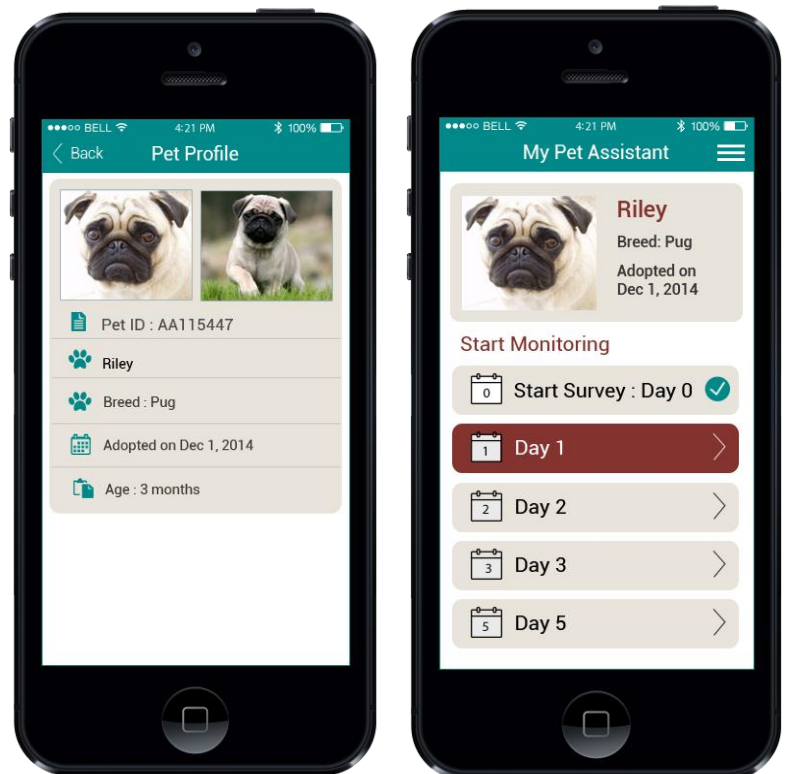 BELL 4:21 PM 100%
Back Pet Profile
Pet ID : AA115447
Riley
Breed : Pug
Adopted on Dec 1, 2014
Age : 3 months
BELL 4:21 PM 100%
My Pet Assistant
Riley
Breed: Pug
Adopted on
Dec 1, 2014
Start Monitoring
0 Start Survey : Day 0
1 Day 1
2 Day 2
3 Day 3
5 Day 5